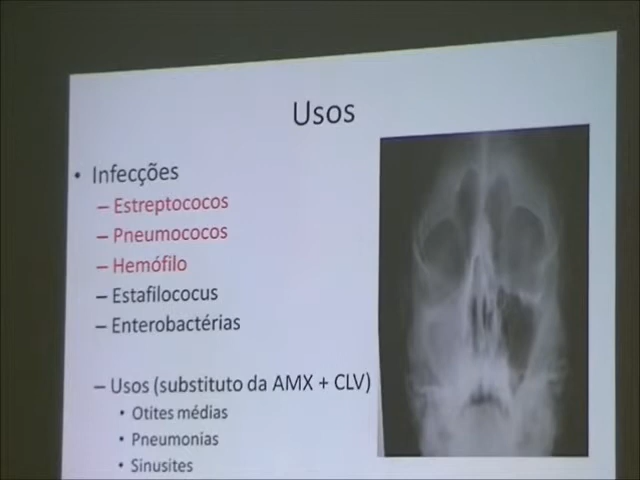 Usos
• Infecções
– Estreptococos
– Pneumococos
– Hemófilo
– Estafilococus
– Enterobactérias
– Usos (substituto da AMX + CLV)
• Otites médias
• Pneumonias
• Sinusites